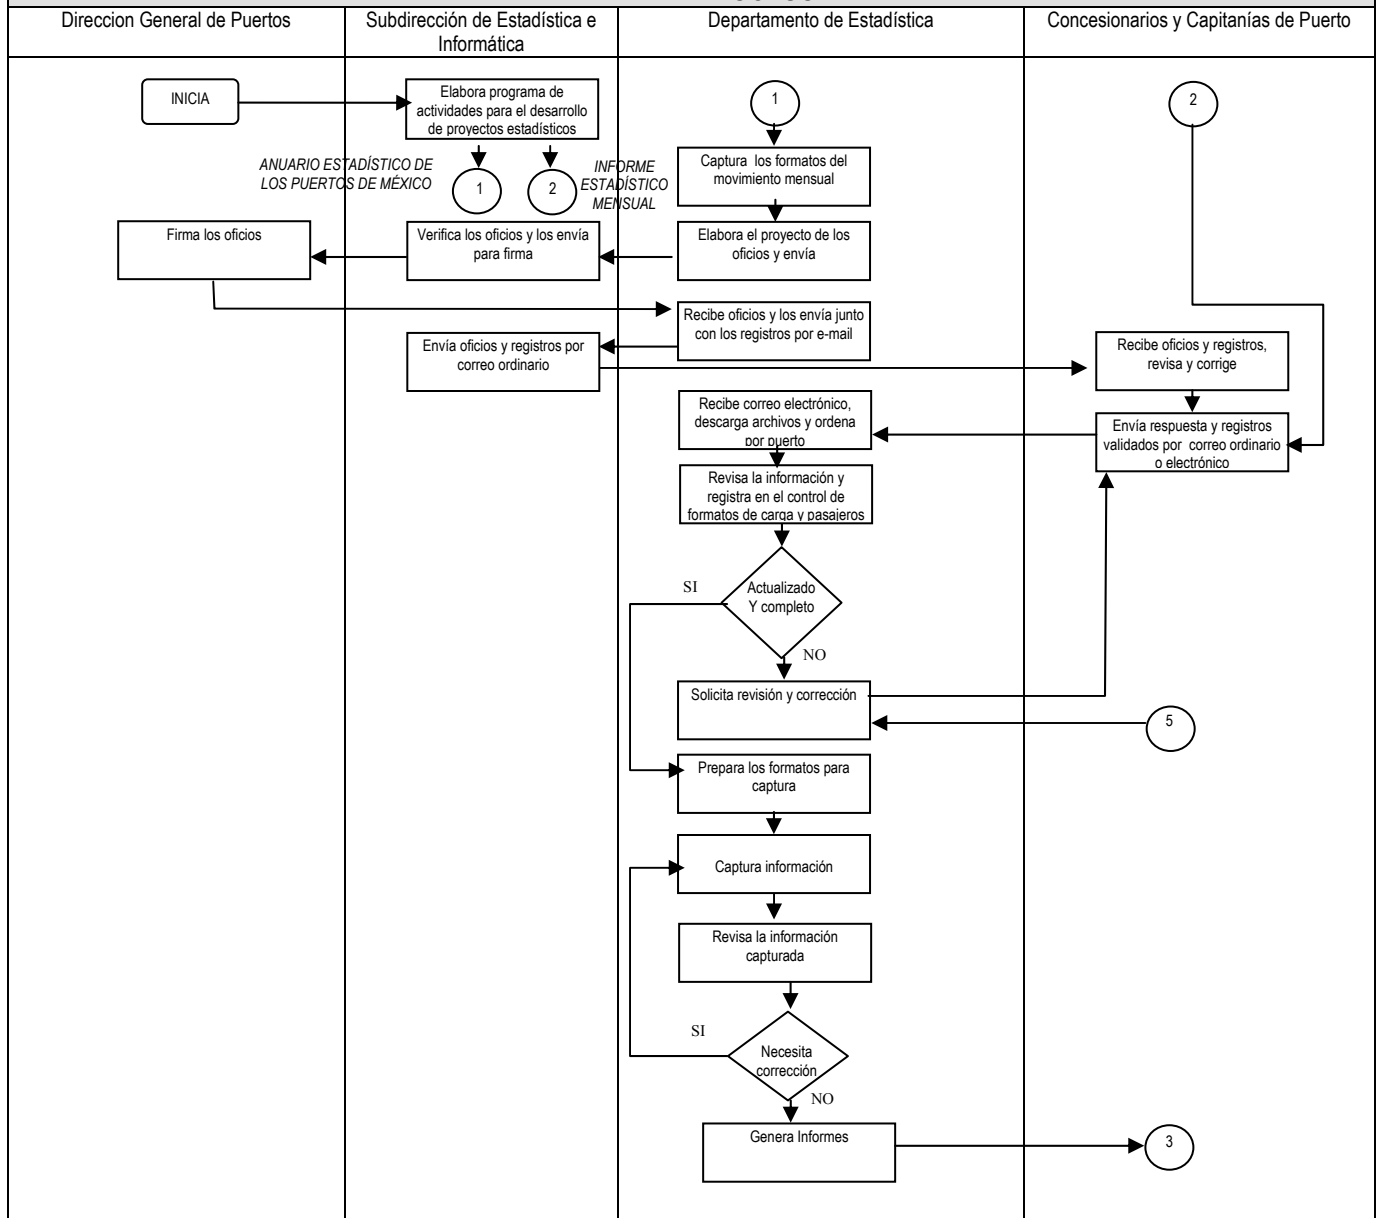 Direccion General de Puertos
Subdirección de Estadística e
Informática
Departamento de Estadística
Concesionarios y Capitanías de Puerto
INICIA
Elabora programa de
actividades para el desarrollo
de proyectos estadísticos
1
2
ANUARIO ESTADÍSTICO DE
LOS PUERTOS DE MÉXICO
1
2
INFORME
ESTADÍSTICO
MENSUAL
Captura los formatos del
movimiento mensual
Firma los oficios
Verifica los oficios y los envía
para firma
Elabora el proyecto de los
oficios y envía
Recibe oficios y los envía junto
con los registros por e-mail
Envía oficios y registros por
correo ordinario
Recibe oficios y registros,
revisa y corrige
Recibe correo electrónico,
descarga archivos y ordena
por puerto
Envía respuesta y registros
validados por correo ordinario
o electrónico
Revisa la información y
registra en el control de
formatos de carga y pasajeros
SI
Actualizado
Y completo
NO
Solicita revisión y corrección
5
Prepara los formatos para
captura
Captura información
Revisa la información
capturada
SI
Necesita
corrección
NO
Genera Informes
3